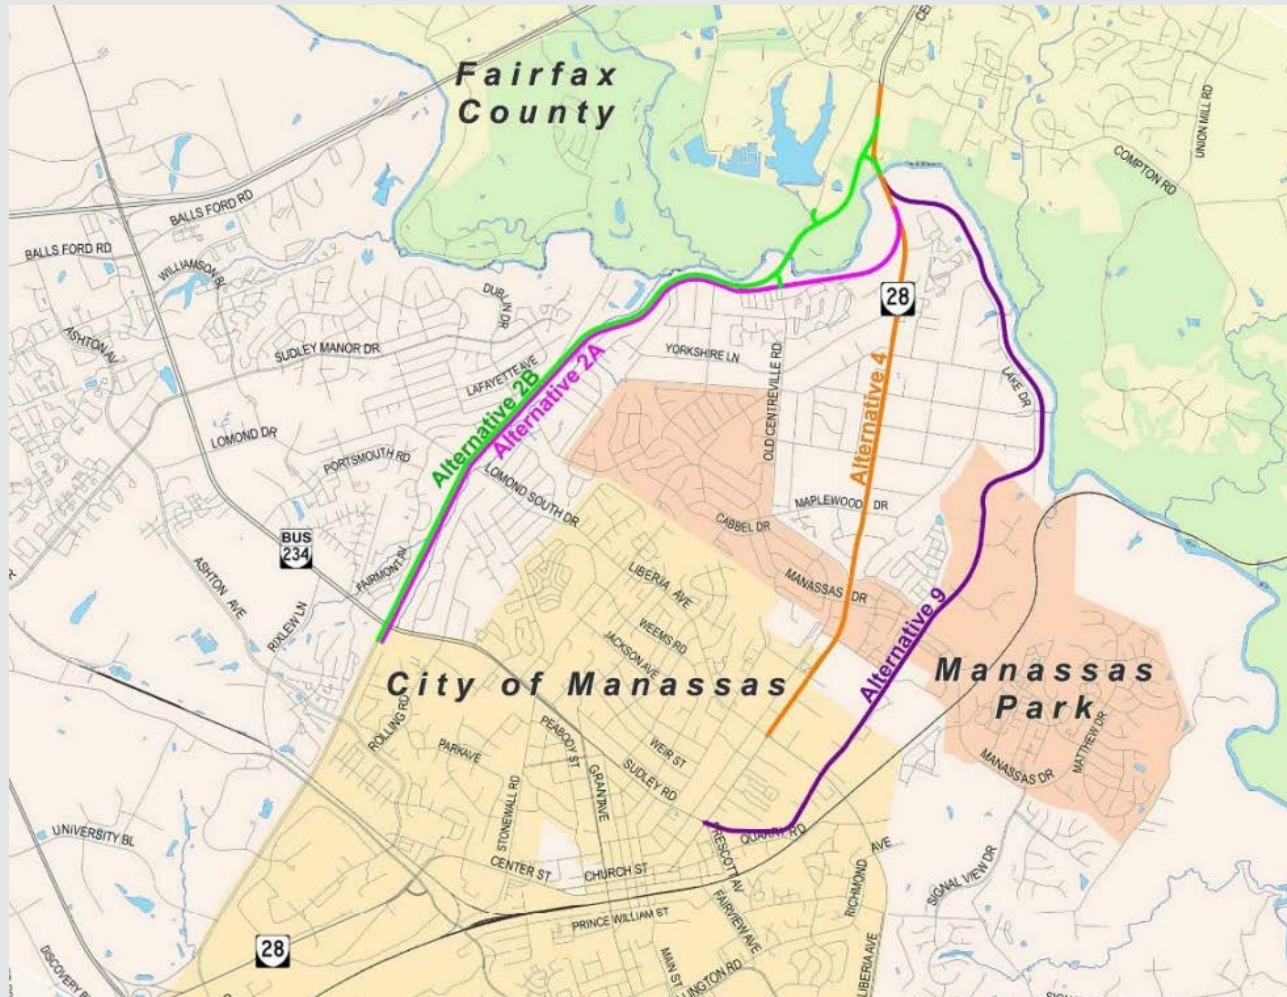 Fairfax
County
UNION MILL RD
COMPTON RD
BALLS FORD RD
BALLS FORD RD
WILLIAMSON BL
DUBLIN DR
28
ASHTON AV
SUDLEY MANOR DR
LAFAYETTE AVE
YORKSHIRE LN
OLD CENTREVILLE RD
LAKE DR
Alternative 2B
Alternative 2A
Alternative 4
LOMOND DR
PORTSMOUTH RD
LOMOND SOUTH DR
MAPLEWOOD DR
CABBEL DR
BUS
234
FAIRMONT AV
ASHTON AVE
RIXLEW LN
LIBERIA AVE
MANASSAS DR
WEEMS RD
JACKSON AVE
Alternative 9
City of Manassas
Manassas
Park
ROLLING RD
PARKAVE
PEABODY ST
WEIR ST
SUDLEY RD
GRANTAVE
STONEWALL RD
MATTHEW DR
MANASSAS DR
UNIVERSITY BL
PRESCOTT AV
QUARRY RD
CENTER ST
CHURCH ST
RICHMOND AVE
SIGNAL VIEW DR
PRINCE WILLIAM ST
FAIRVIEW AVE
28
MAIN ST
LIBERIA AVE